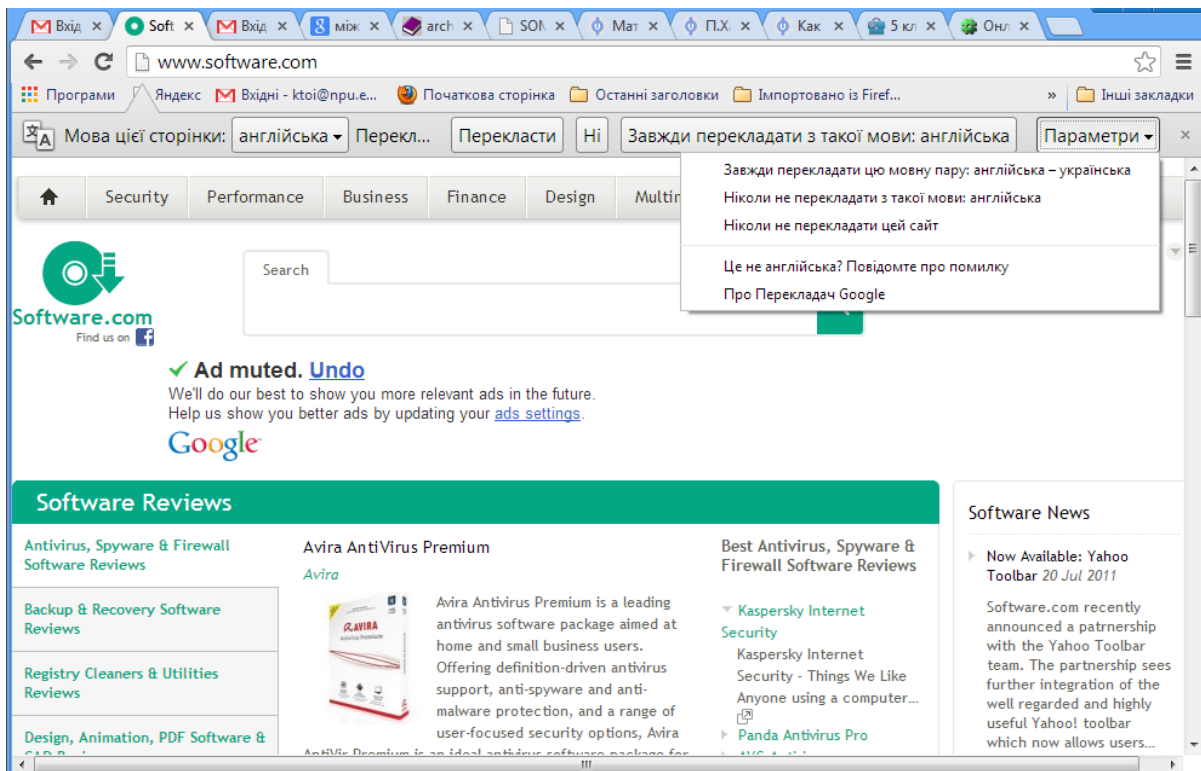 Вхід
Soft
Вхід
між
arch
SON
Мат
П.Х
Как
5 кл
Онл
www.software.com
Програми
Яндекс
Вхідні - ktoi@npu.e...
Початкова сторінка
Останні заголовки
Імпортовано із Firef...
»
Інші закладки
Мова цієї сторінки: англійська Перекл... Перекласти Ні Завжди перекладати з такої мови: англійська Параметри
Завжди перекладати цю мовну пару: англійська – українська
Ніколи не перекладати з такої мови: англійська
Ніколи не перекладати цей сайт
Це не англійська? Повідомте про помилку
Про Перекладач Google
Security Performance Business Finance Design
Search
Software.com
Find us on
Ad muted. Undo
We'll do our best to show you more relevant ads in the future.
Help us show you better ads by updating your ads settings.
Google
Software Reviews
Antivirus, Spyware & Firewall
Software Reviews
Backup & Recovery Software
Reviews
Registry Cleaners & Utilities
Reviews
Design, Animation, PDF Software &
Avira AntiVirus Premium
Avira
AVIRA
Avira Antivirus Premium is a leading
antivirus software package aimed at
home and small business users.
Offering definition-driven antivirus
support, anti-spyware and anti-
malware protection, and a range of
user-focused security options, Avira
AntiVir Premium is an ideal antivirus software package for
Best Antivirus, Spyware &
Firewall Software Reviews
Kaspersky Internet
Security
Kaspersky Internet
Security - Things We Like
Anyone using a computer...
Panda Antivirus Pro
Software News
Now Available: Yahoo
Toolbar 20 Jul 2011
Software.com recently
announced a patrnership
with the Yahoo Toolbar
team. The partnership sees
further integration of the
well regarded and highly
useful Yahoo! toolbar
which now allows users...